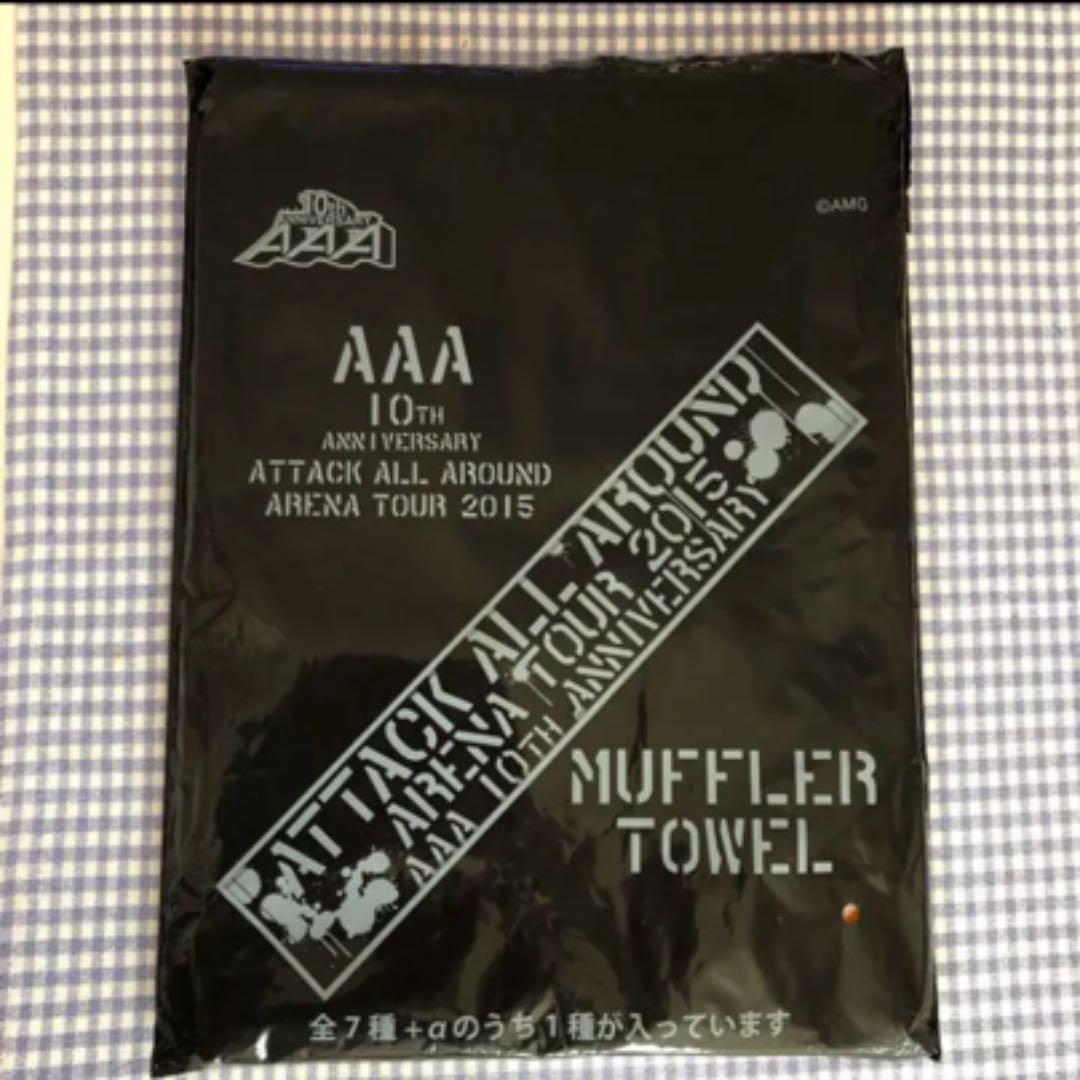 10th
ANNIVERSARY
AAA
©AMG
AAA
10TH
ANNIVERSARY
ATTACK ALL AROUND
ARENA TOUR 2015
ATTACK ALL AROUND
ARENA TOUR 2015
AAA 10TH ANNIVERSARY
MUFFLER
TOWEL
全7種+αのうち1種が入っています